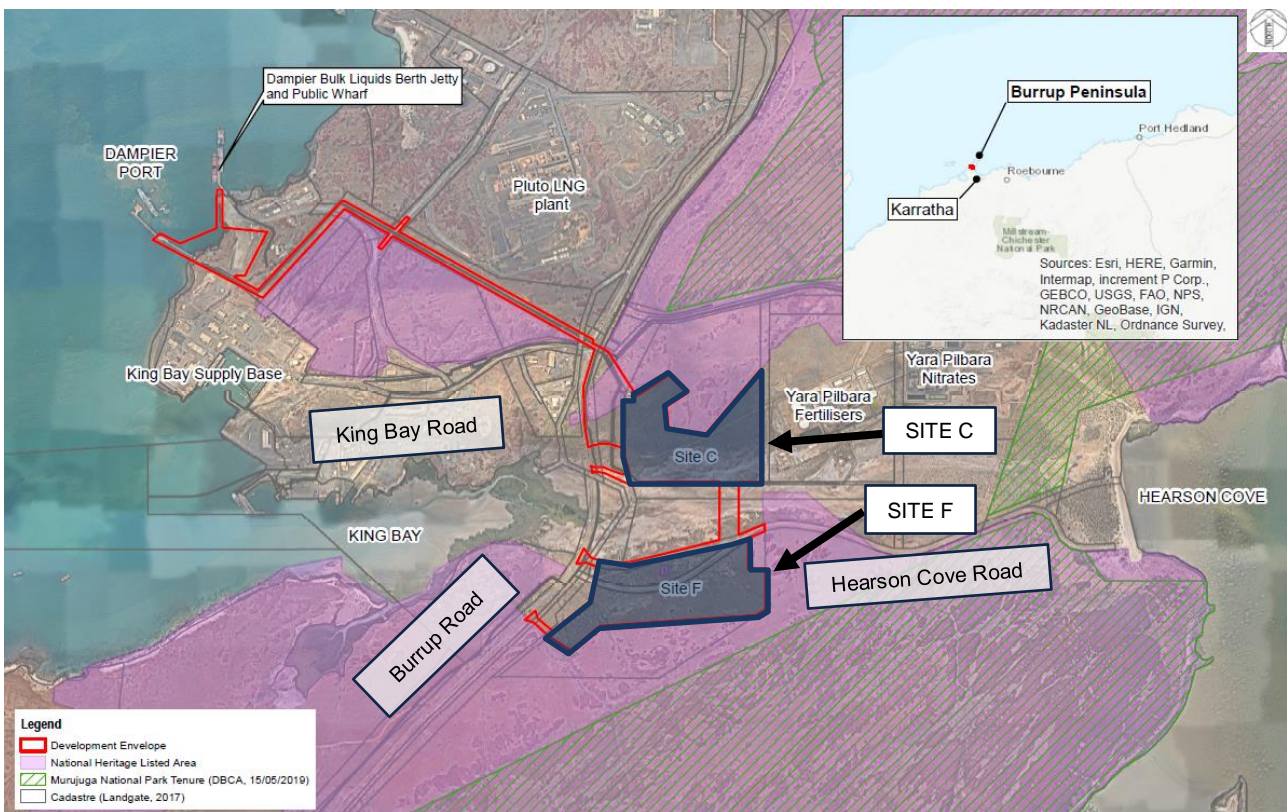 Dampier Bulk Liquids Berth Jetty
and Public Wharf
DAMPIER
PORT
Pluto LNG
plant
King Bay Supply Base
King Bay Road
KING BAY
Burrup Road
Site C
Site F
Yara Pilbara
Fertilisers
Yara Pilbara
Nitrates
SITE C
SITE F
Hearson Cove Road
HEARSON COVE
NORTH
Burrup Peninsula
Port Hedland
Roebourne
Karratha
Millstream-
Chichester
National Park
Sources: Esri, HERE, Garmin,
Intermap, increment P Corp.,
GEBCO, USGS, FAO, NPS,
NRCAN, GeoBase, IGN,
Kadaster NL, Ordnance Survey,
Legend
Development Envelope
National Heritage Listed Area
Murujuga National Park Tenure (DBCA, 15/05/2019)
Cadastre (Landgate, 2017)